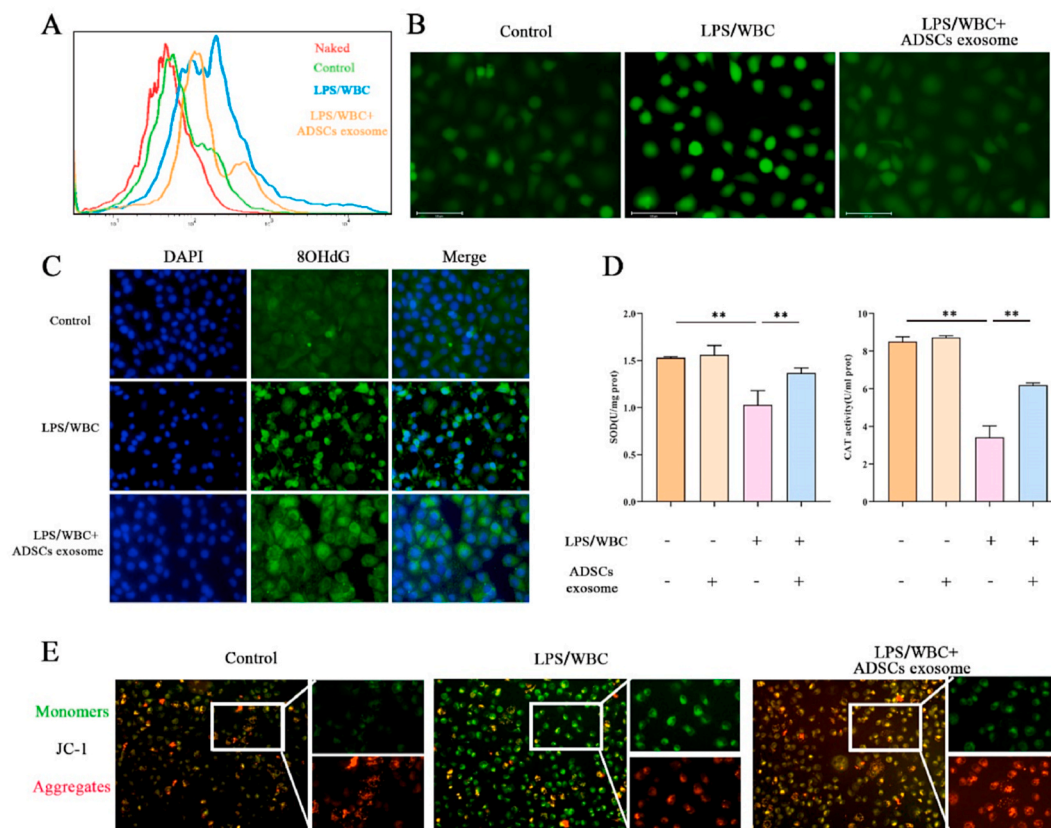 A
Naked
Control
LPS/WBC
LPS/WBC+
ADSCs exosome
B
Control
LPS/WBC
LPS/WBC+
ADSCs exosome
C
DAPI
8OHdG
Merge
Control
LPS/WBC
LPS/WBC+
ADSCs exosome
D
SOD(U/mg prot)
2.0
1.5
1.0
0.5
0.0
** **
CAT activity(U/ml prot)
10
8
6
4
2
0
** **
LPS/WBC - - + + - - + +
ADSCs
exosome - + - + - + - +
E
Control
LPS/WBC
LPS/WBC+
ADSCs exosome
Monomers
JC-1
Aggregates